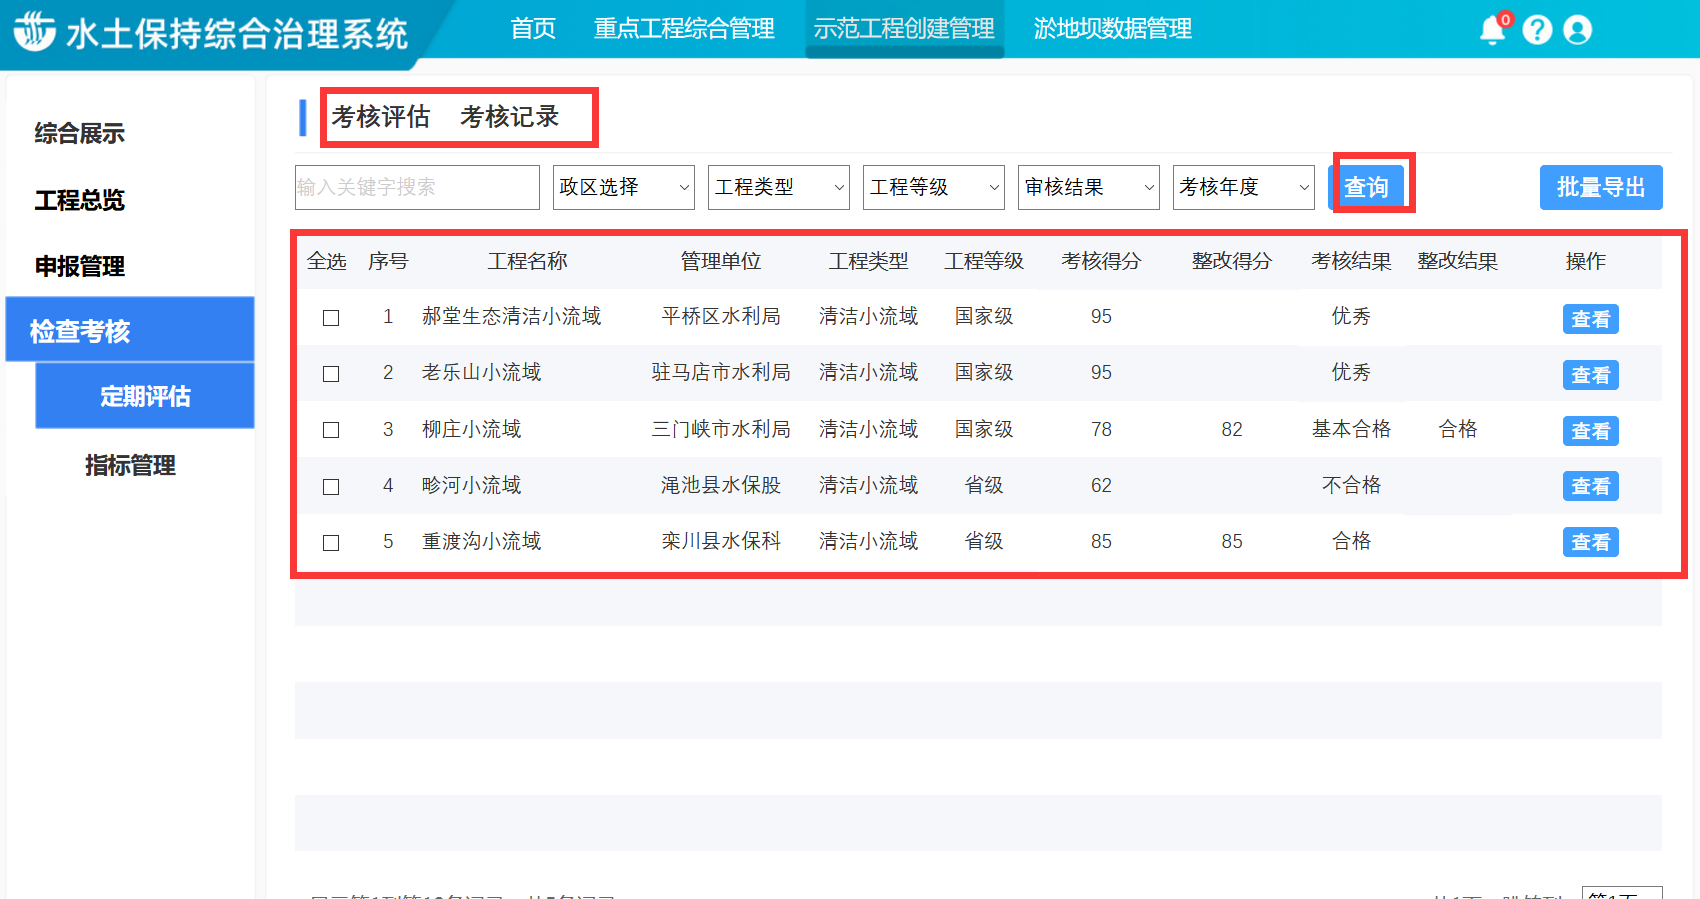 水土保持综合治理系统
首页 重点工程综合管理 示范工程创建管理 淤地坝数据管理
0
综合展示
工程总览
申报管理
检查考核
定期评估
指标管理
考核评估 考核记录
输入关键字搜索 政区选择 工程类型 工程等级 审核结果 考核年度 查询 批量导出
全选 序号 工程名称 管理单位 工程类型 工程等级 考核得分 整改得分 考核结果 整改结果 操作
1 郝堂生态清洁小流域 平桥区水利局 清洁小流域 国家级 95 优秀 查看
2 老乐山小流域 驻马店市水利局 清洁小流域 国家级 95 优秀 查看
3 柳庄小流域 三门峡市水利局 清洁小流域 国家级 78 82 基本合格 合格 查看
4 畛河小流域 渑池县水保股 清洁小流域 省级 62 不合格 查看
5 重渡沟小流域 栾川县水保科 清洁小流域 省级 85 85 合格 查看